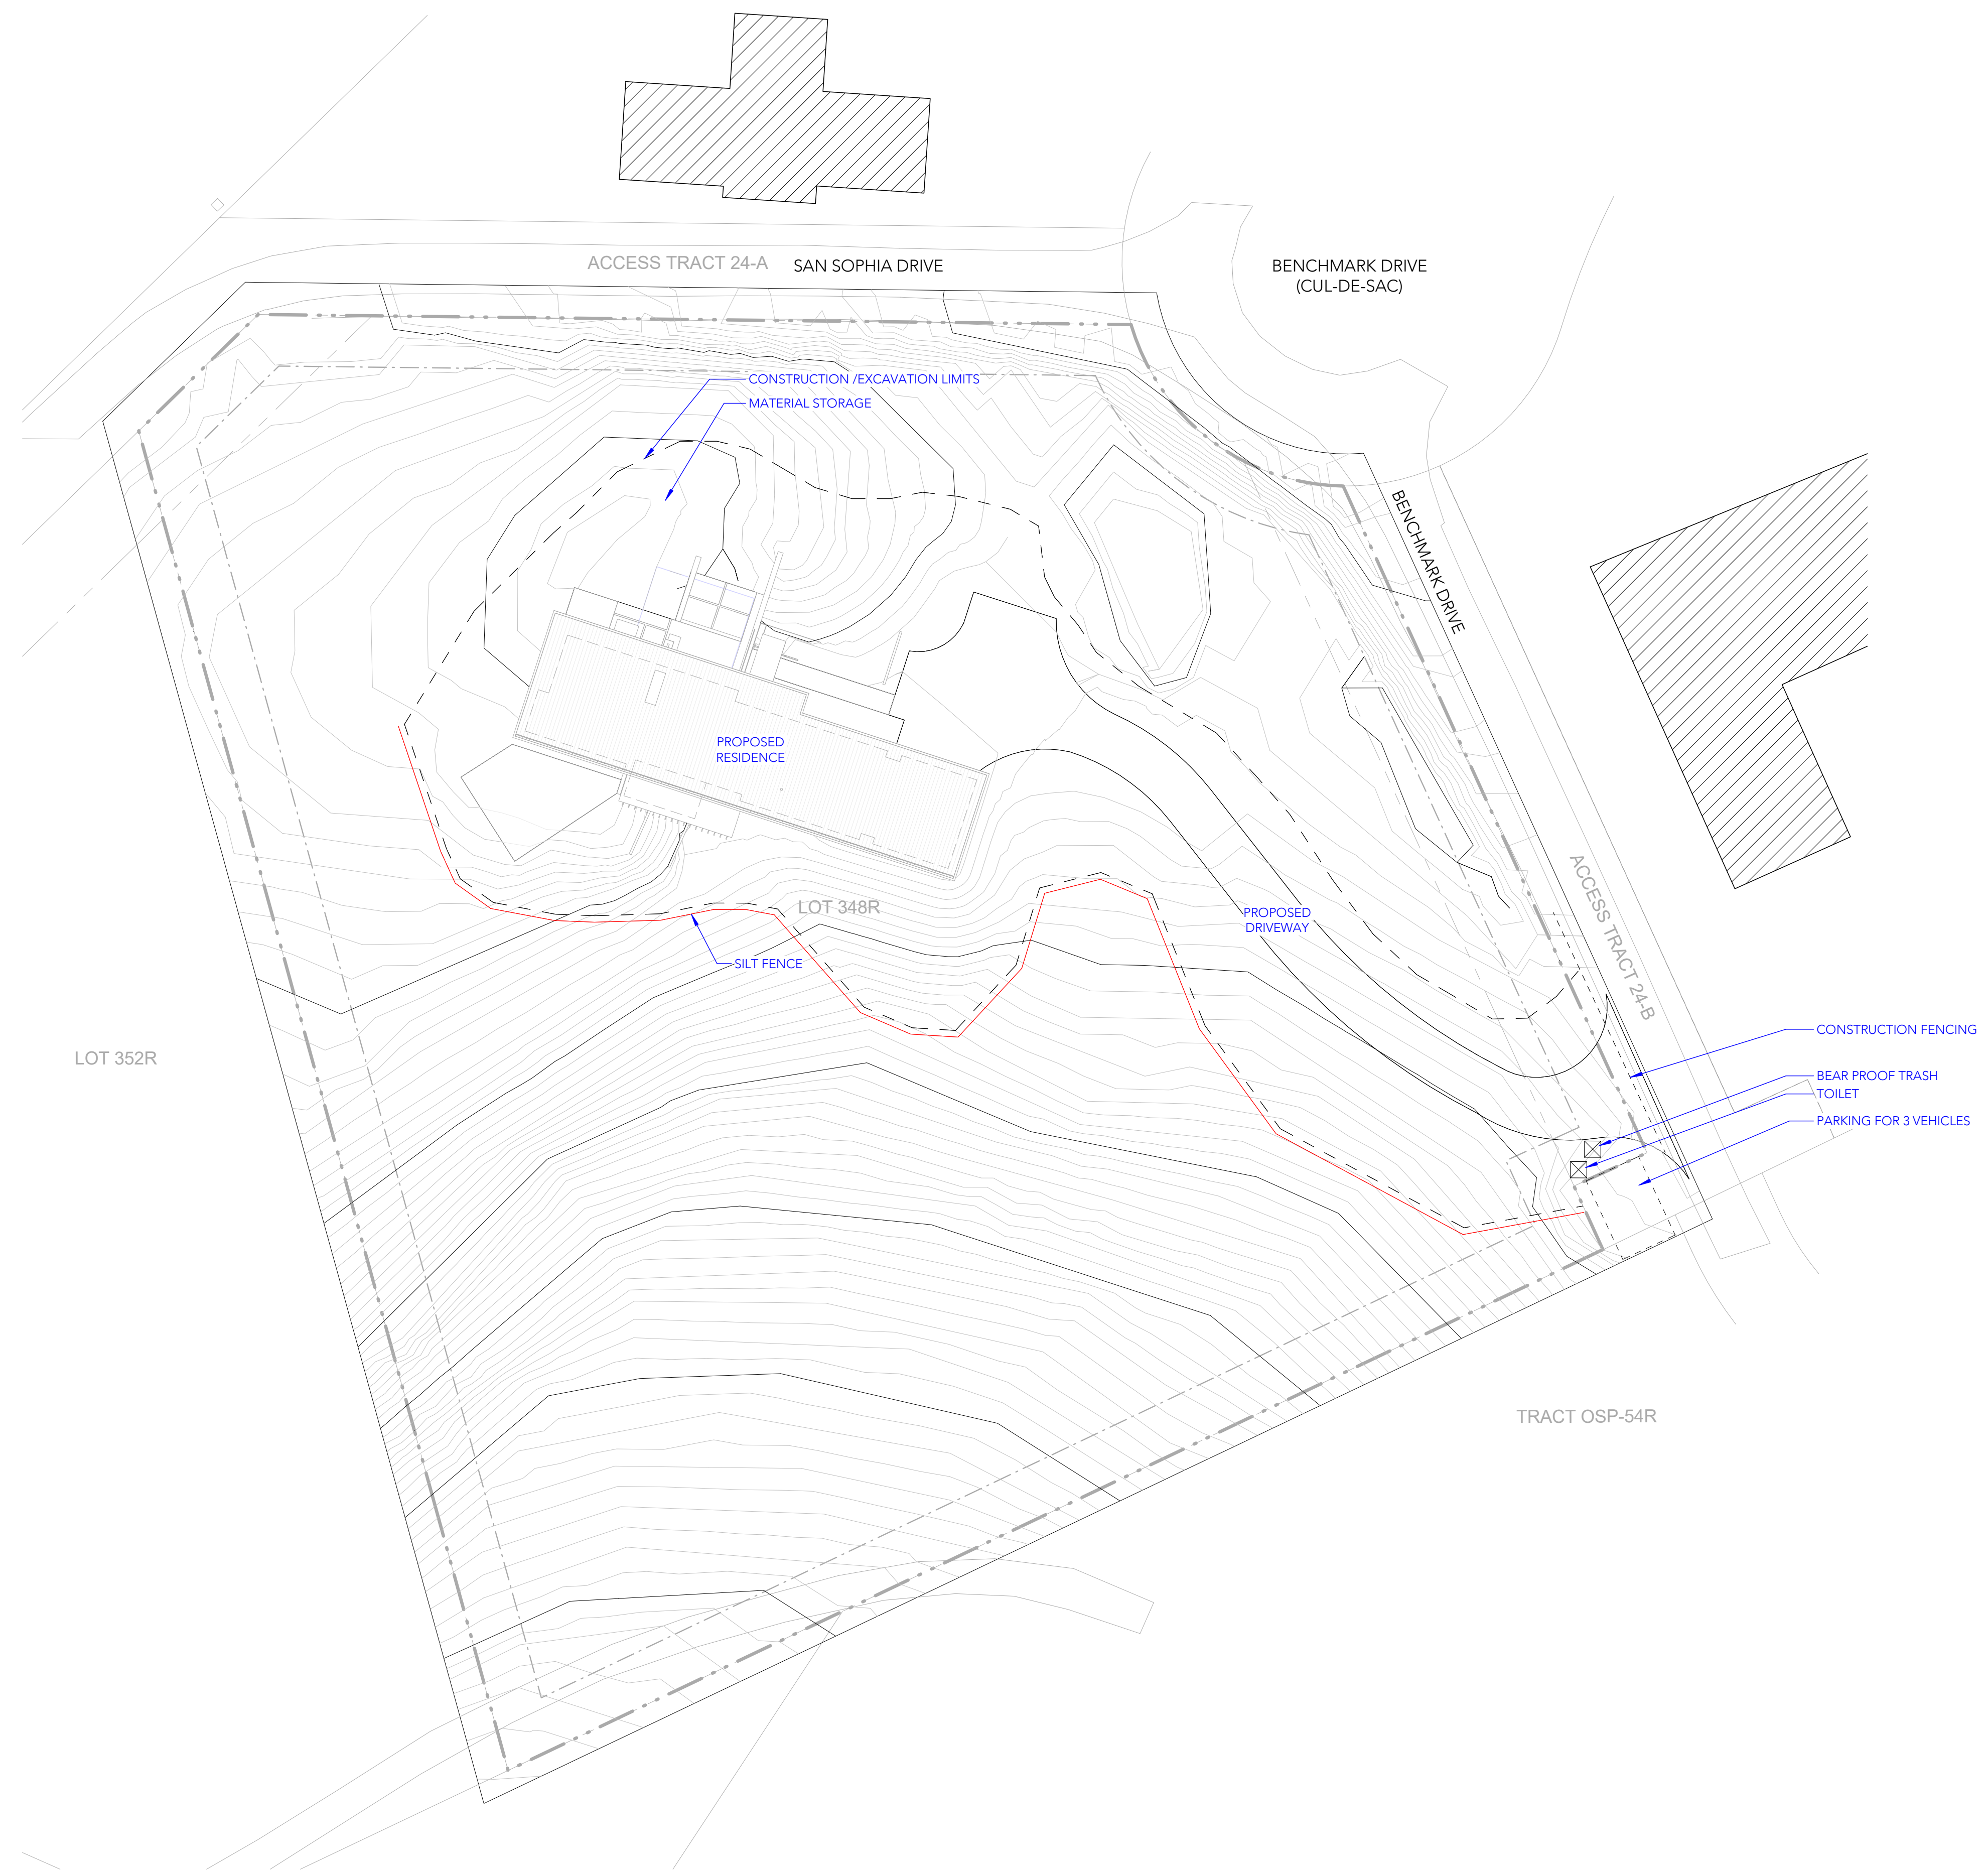 ACCESS TRACT 24-A
SAN SOPHIA DRIVE
BENCHMARK DRIVE
(CUL-DE-SAC)
CONSTRUCTION /EXCAVATION LIMITS
MATERIAL STORAGE
BENCHMARK DRIVE
PROPOSED
RESIDENCE
LOT 348R
PROPOSED
DRIVEWAY
ACCESS TRACT 24-B
SILT FENCE
LOT 352R
CONSTRUCTION FENCING
BEAR PROOF TRASH
TOILET
PARKING FOR 3 VEHICLES
TRACT OSP-54R